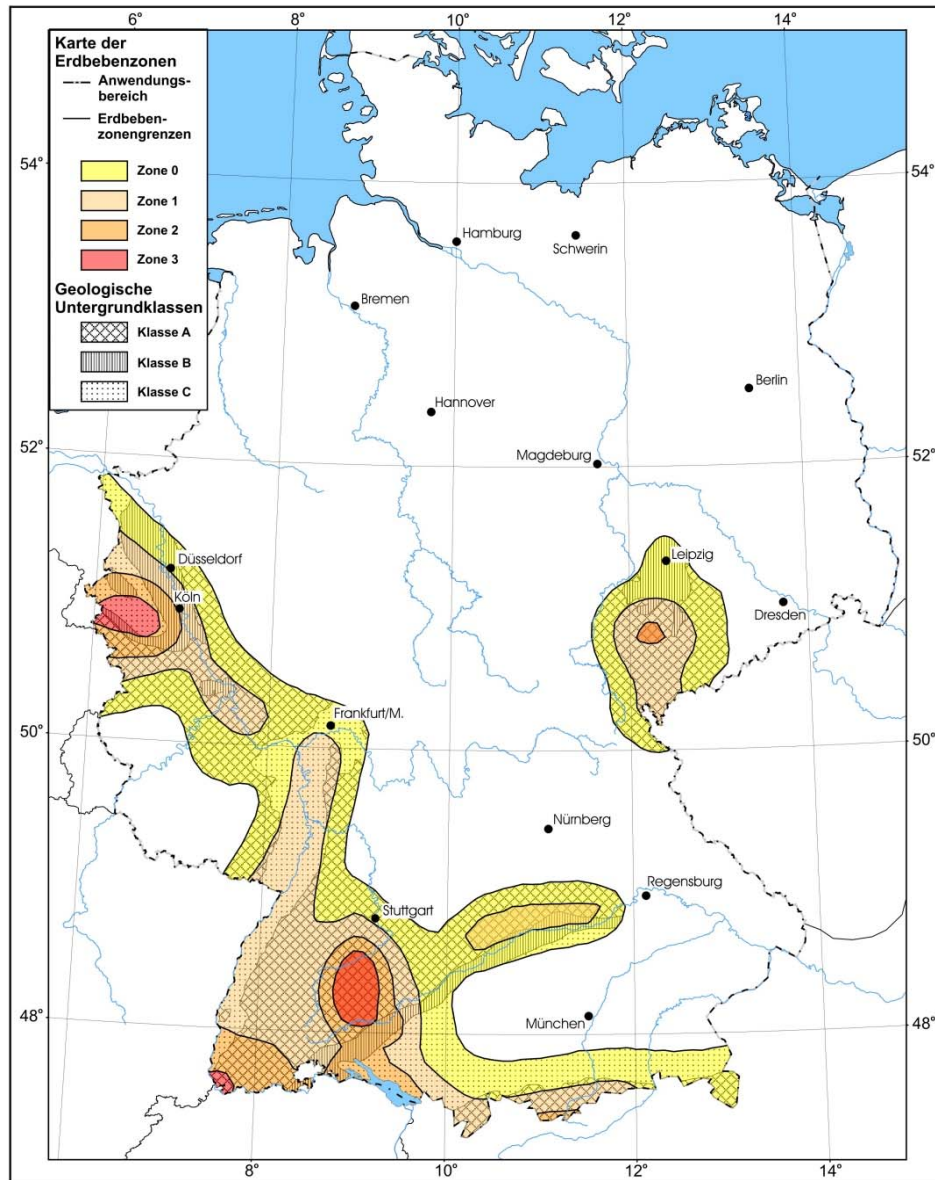 6°
8°
10°
12°
14°
Karte der
Erdbebenzonen
Anwendungs-
bereich
Erdbeben-
zonengrenzen
Zone 0
Zone 1
Zone 2
Zone 3
Geologische
Untergrundklassen
Klasse A
Klasse B
Klasse C
54°
54°
Hamburg
Schwerin
Bremen
Berlin
Hannover
52°
Magdeburg
52°
Düsseldorf
Leipzig
Köln
Dresden
Frankfurt/M.
50°
50°
Nürnberg
Regensburg
Stuttgart
48°
München
48°
8°
10°
12°
14°